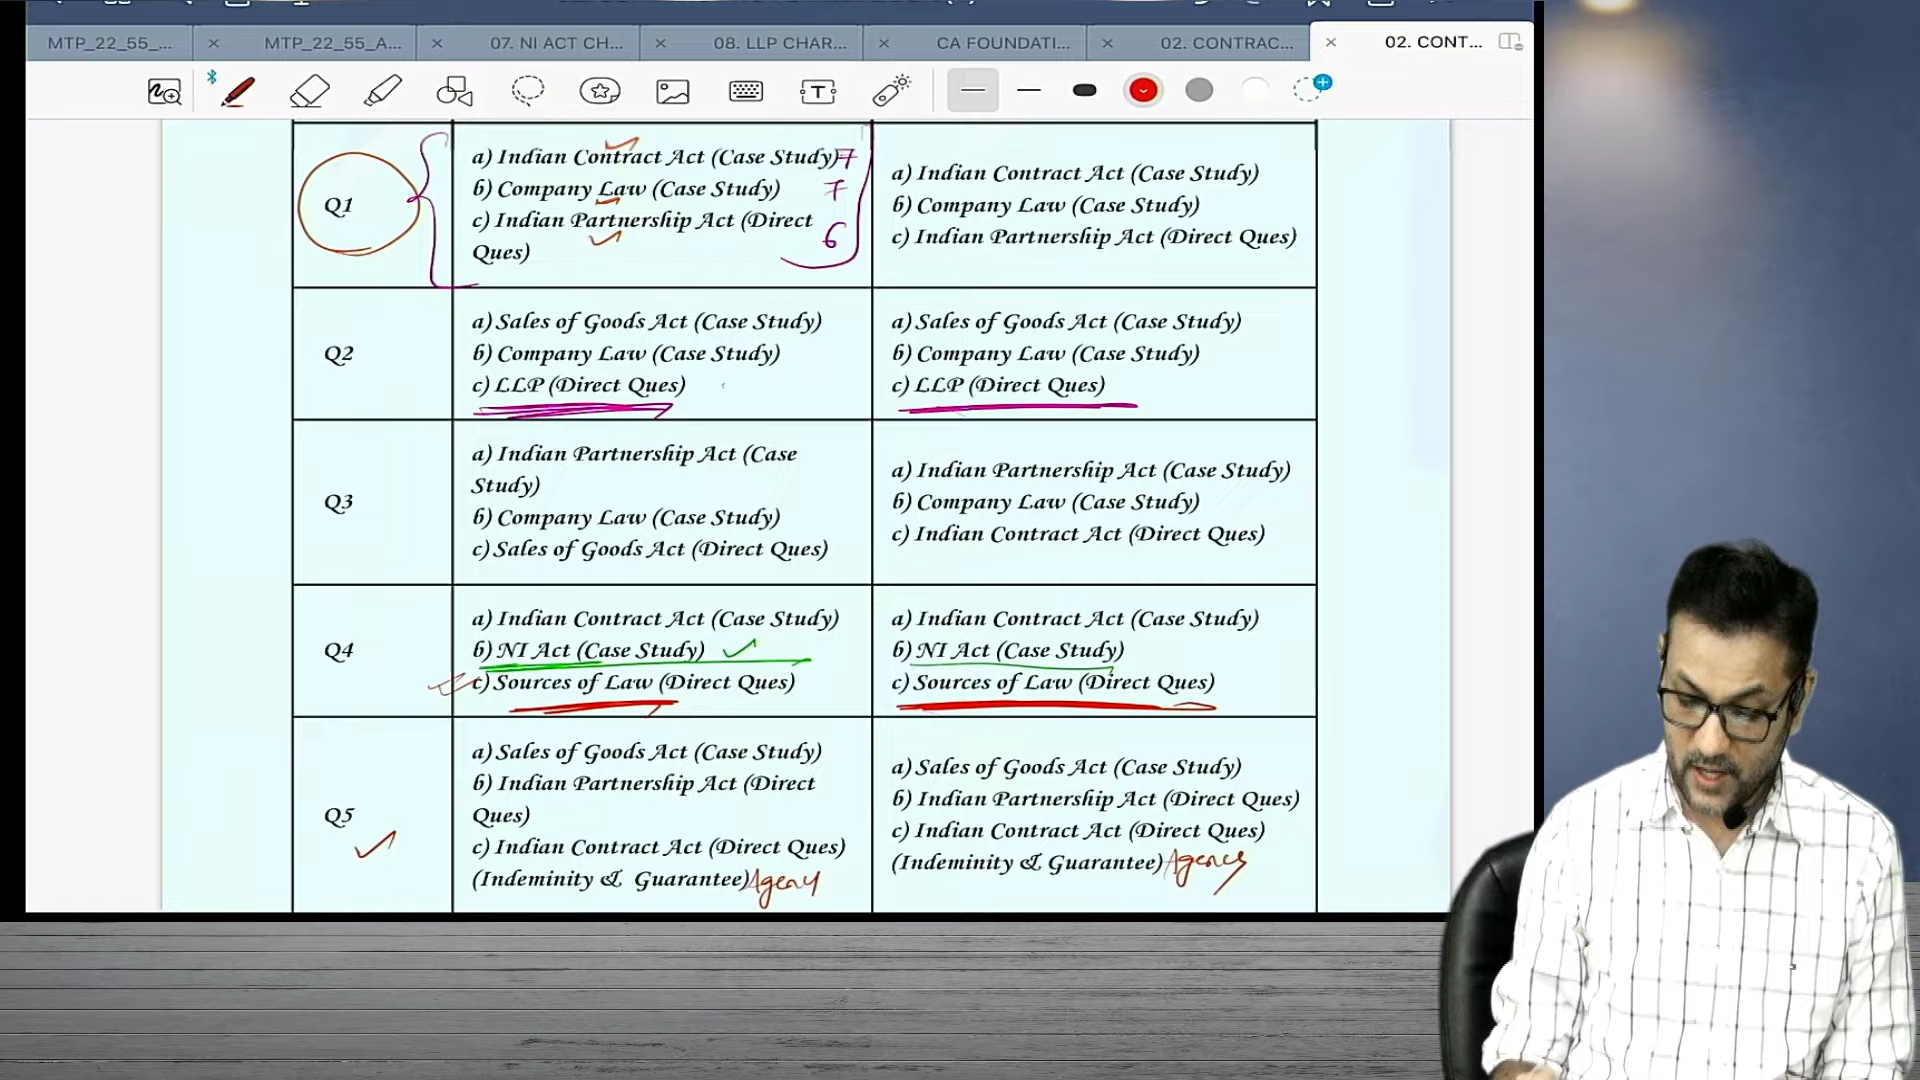 MTP_22_55_...
MTP_22_55_A...
07. NI ACT CH...
08. LLP CHAR...
CA FOUNDATI...
02. CONTRAC...
02. CONT...
Q1
a) Indian Contract Act (Case Study) 7
b) Company Law (Case Study) 7
c) Indian Partnership Act (Direct
Ques) 6
a) Indian Contract Act (Case Study)
b) Company Law (Case Study)
c) Indian Partnership Act (Direct Ques)
Q2
a) Sales of Goods Act (Case Study)
b) Company Law (Case Study)
c) LLP (Direct Ques)
a) Sales of Goods Act (Case Study)
b) Company Law (Case Study)
c) LLP (Direct Ques)
Q3
a) Indian Partnership Act (Case
Study)
b) Company Law (Case Study)
c) Sales of Goods Act (Direct Ques)
a) Indian Partnership Act (Case Study)
b) Company Law (Case Study)
c) Indian Contract Act (Direct Ques)
Q4
a) Indian Contract Act (Case Study)
b) NI Act (Case Study)
c) Sources of Law (Direct Ques)
a) Indian Contract Act (Case Study)
b) NI Act (Case Study)
c) Sources of Law (Direct Ques)
Q5
a) Sales of Goods Act (Case Study)
b) Indian Partnership Act (Direct
Ques)
c) Indian Contract Act (Direct Ques)
(Indeminity & Guarantee) Agency
a) Sales of Goods Act (Case Study)
b) Indian Partnership Act (Direct Ques)
c) Indian Contract Act (Direct Ques)
(Indeminity & Guarantee) Agency